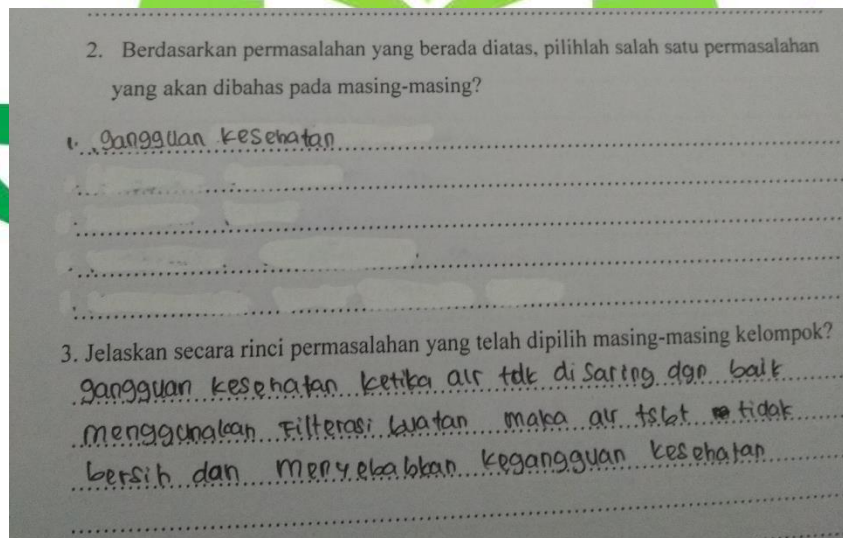 2. Berdasarkan permasalahan yang berada diatas, pilihlah salah satu permasalahan
yang akan dibahas pada masing-masing?
1. gangguan kesehatan
3. Jelaskan secara rinci permasalahan yang telah dipilih masing-masing kelompok?
gangguan kesehatan ketika air tdk di saring dgn baik
menggunakan Filterasi buatan maka air tsbt tidak
bersih dan menyebabkan kegangguan kesehatan